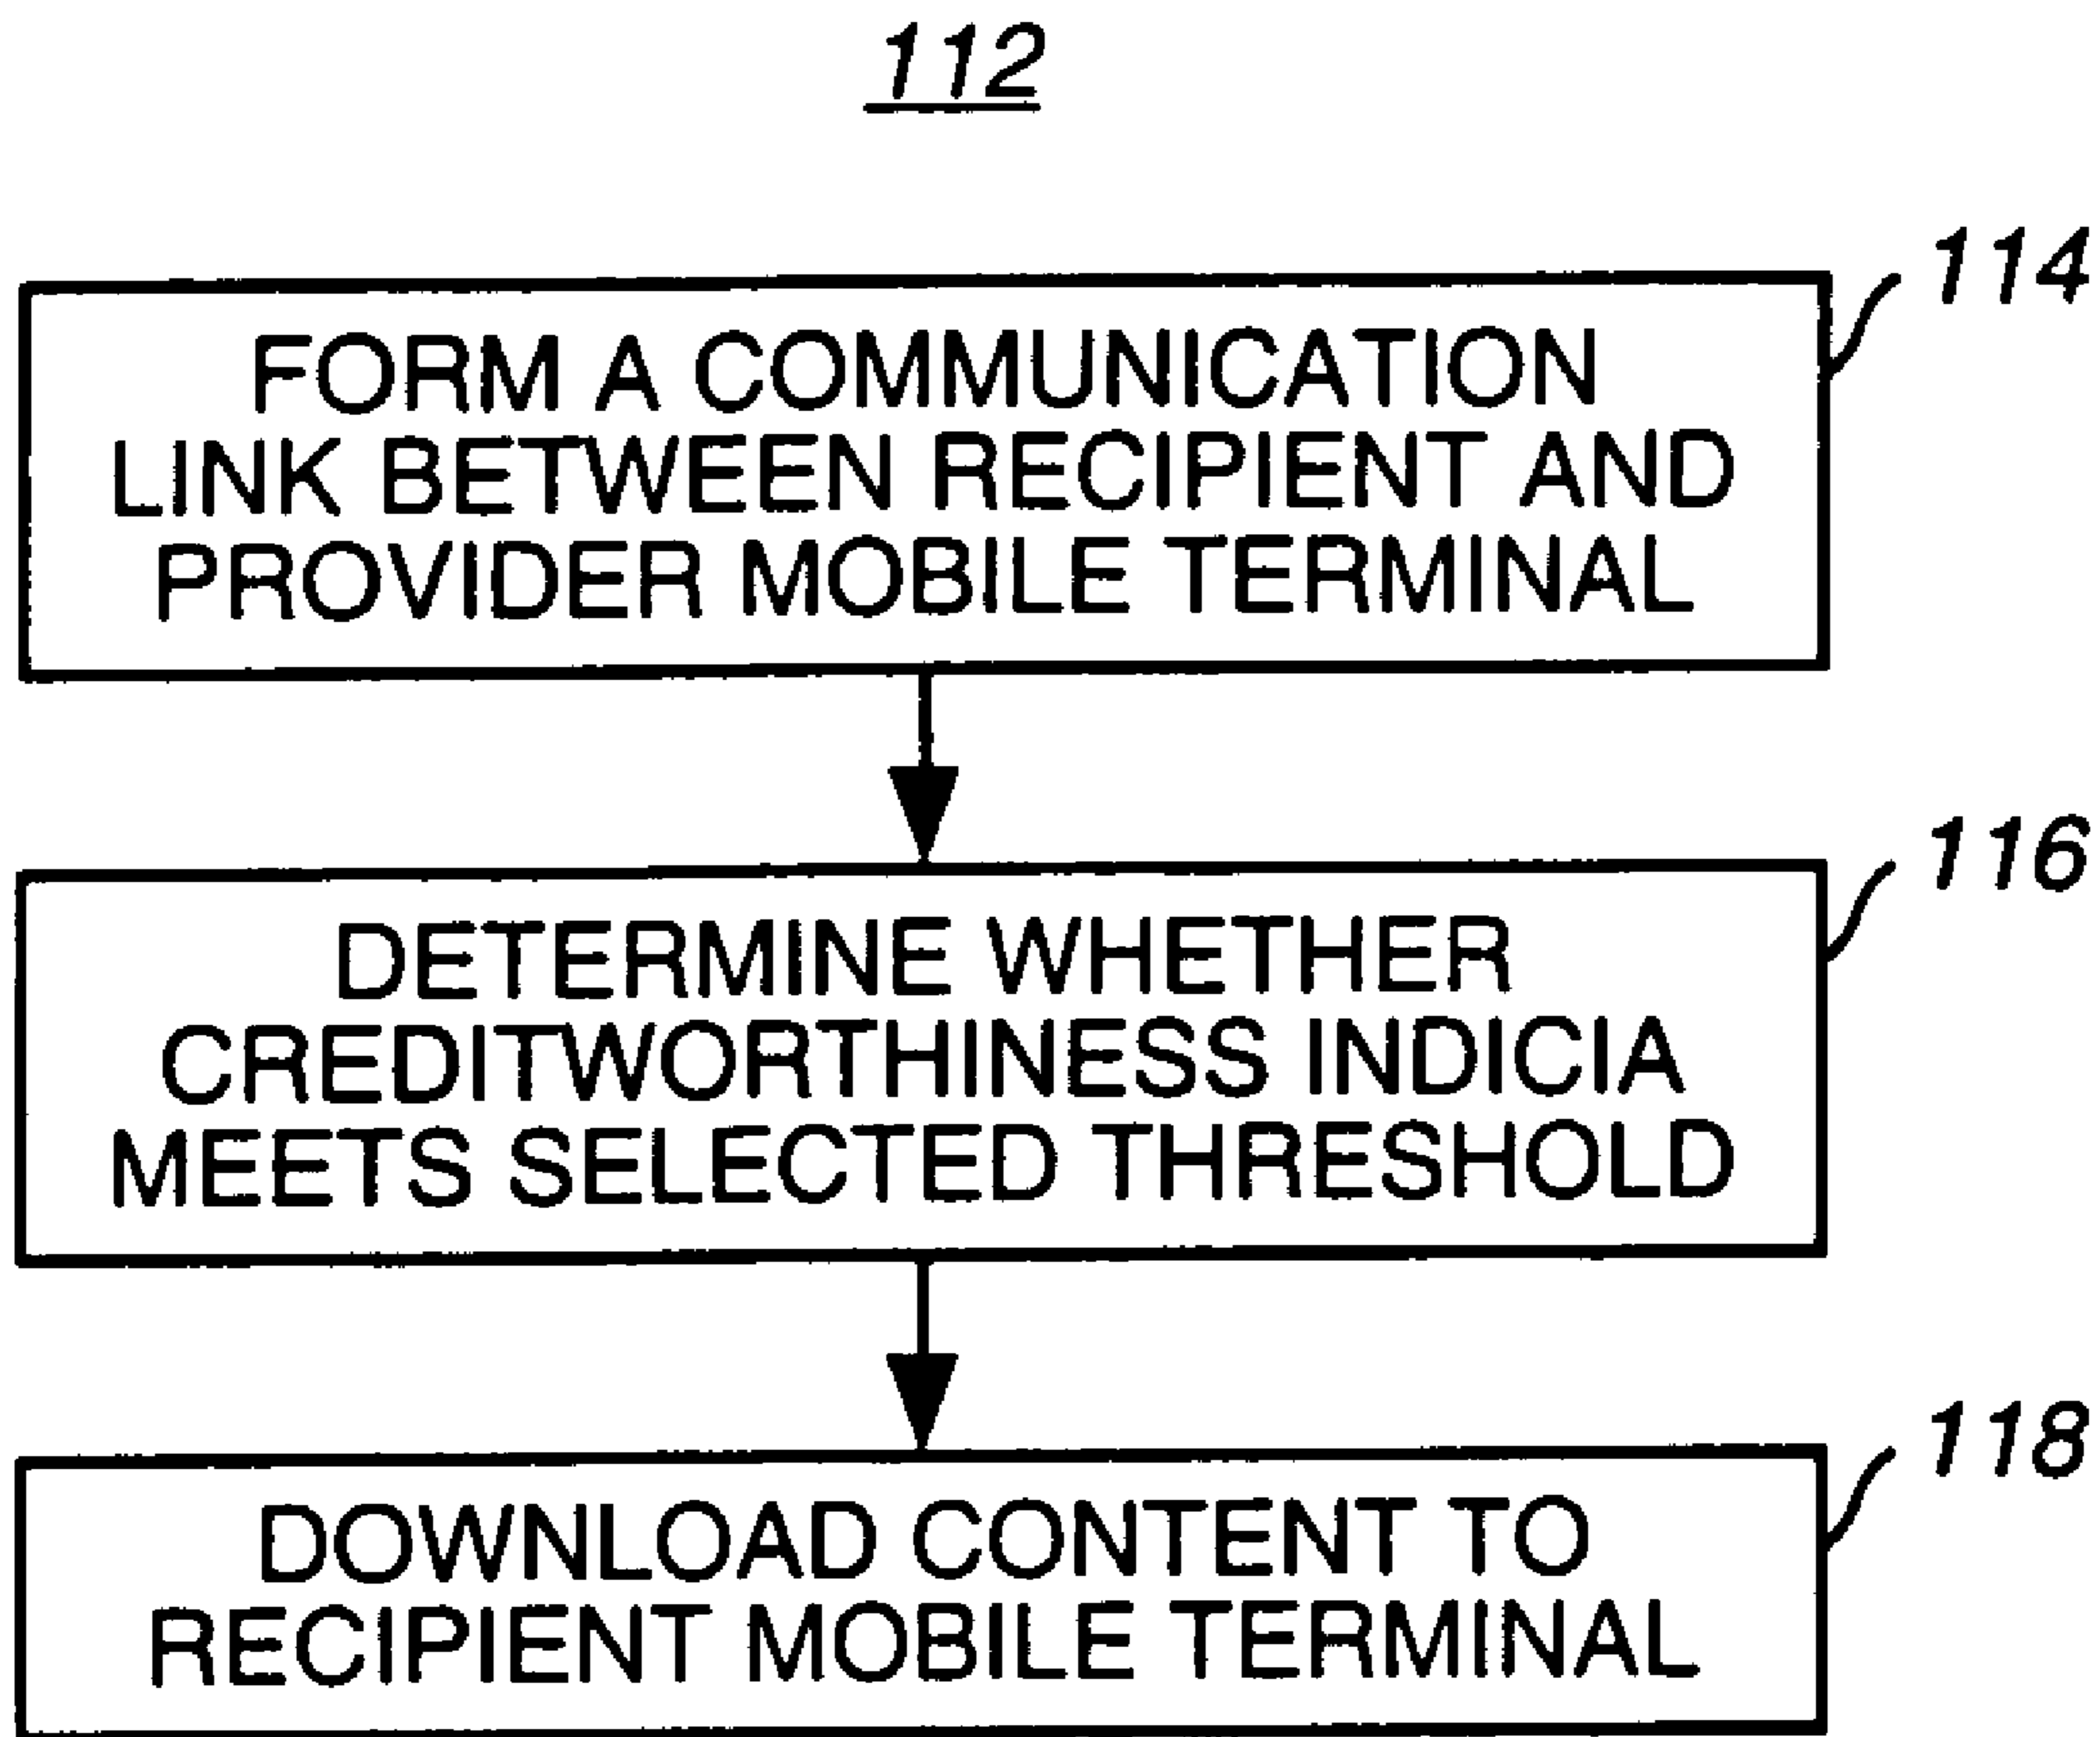 112
114
FORM A COMMUNICATION
LINK BETWEEN RECIPIENT AND
PROVIDER MOBILE TERMINAL
116
DETERMINE WHETHER
CREDITWORTHINESS INDICIA
MEETS SELECTED THRESHOLD
118
DOWNLOAD CONTENT TO
RECIPIENT MOBILE TERMINAL